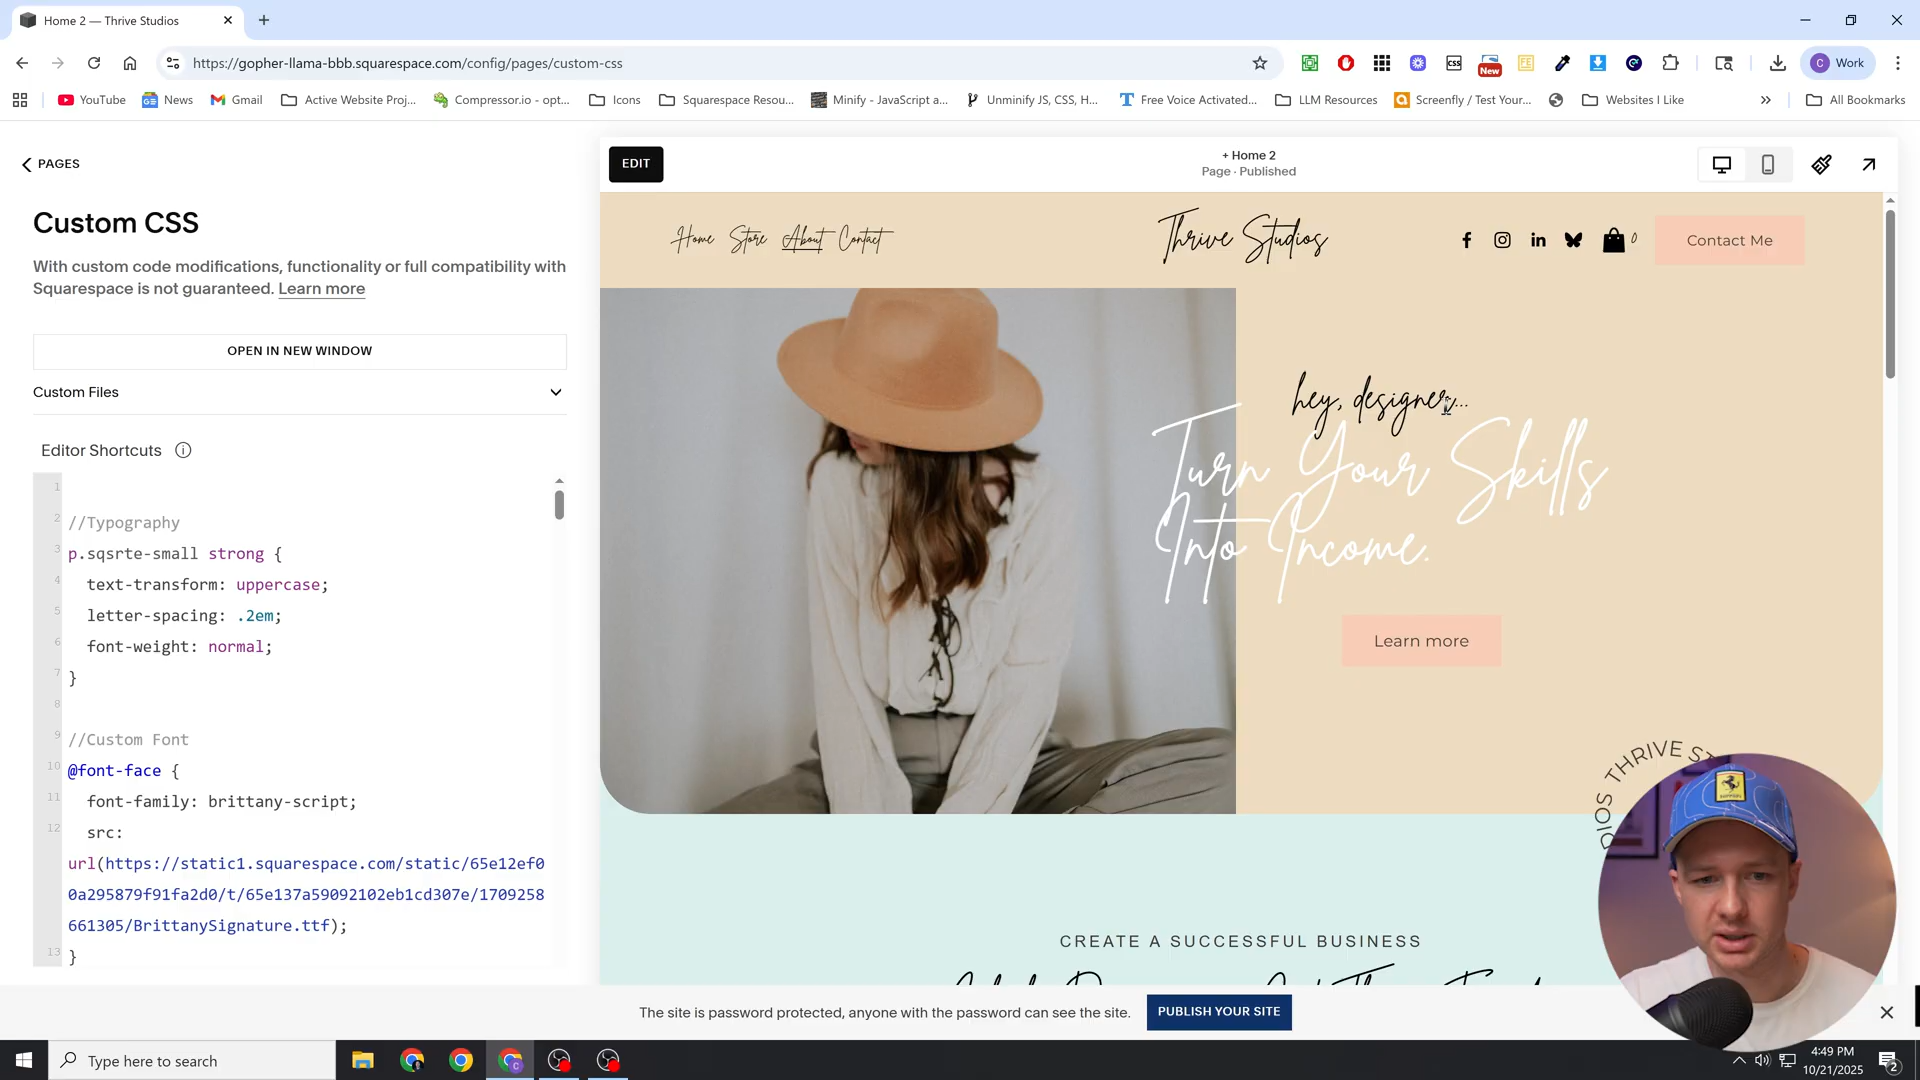 Home 2 — Thrive Studios
https://gopher-llama-bbb.squarespace.com/config/pages/custom-css
New
Work
YouTube
News
Gmail
Active Website Proj...
Compressor.io - opt...
Icons
Squarespace Resou...
Minify - JavaScript a...
Unminify JS, CSS, H...
Free Voice Activated...
LLM Resources
Screenfly / Test Your...
Websites I Like
All Bookmarks
PAGES
Custom CSS
With custom code modifications, functionality or full compatibility with
Squarespace is not guaranteed. Learn more
OPEN IN NEW WINDOW
Custom Files
Editor Shortcuts
1
2 //Typography
3 p.sqsrte-small strong {
4 text-transform: uppercase;
5 letter-spacing: .2em;
6 font-weight: normal;
7 }
8
9 //Custom Font
10 @font-face {
11 font-family: brittany-script;
12 src:
url(https://static1.squarespace.com/static/65e12ef0
0a295879f91fa2d0/t/65e137a59092102eb1cd307e/1709258
661305/BrittanySignature.ttf);
13 }
EDIT
+ Home 2
Page · Published
Home Store About Contact
Thrive Studios
0
Contact Me
hey, designer...
Turn Your Skills
Into Income.
Learn more
DIOS THRIVE ST
CREATE A SUCCESSFUL BUSINESS
The site is password protected, anyone with the password can see the site.
PUBLISH YOUR SITE
Type here to search
4:49 PM
10/21/2025
2